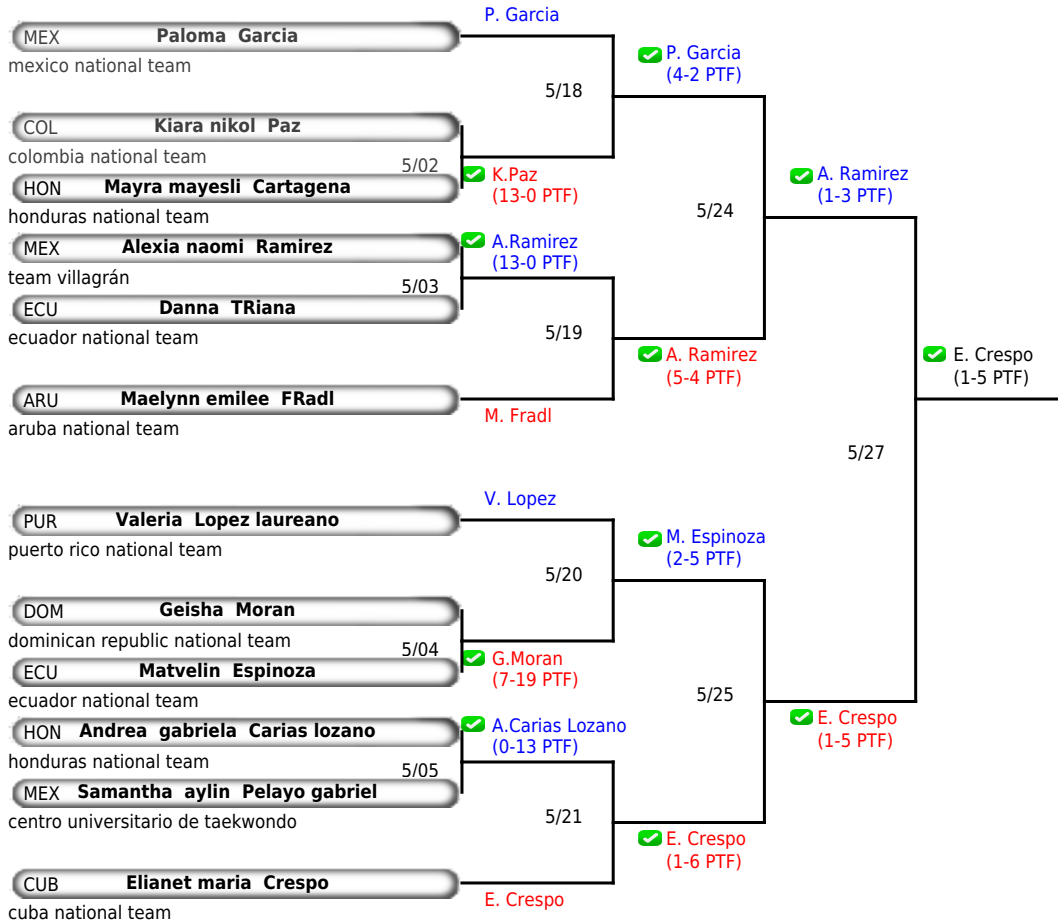 P. Garcia
MEX Paloma Garcia
mexico national team
P. Garcia
(4-2 PTF)
5/18
COL Kiara nikol Paz
colombia national team
5/02
K.Paz
(13-0 PTF)
HON Mayra mayesli Cartagena
honduras national team
A. Ramirez
(1-3 PTF)
5/24
MEX Alexia naomi Ramirez
team villagrán
A.Ramirez
(13-0 PTF)
5/03
ECU Danna TRiana
ecuador national team
5/19
A. Ramirez
(5-4 PTF)
E. Crespo
(1-5 PTF)
ARU Maelynn emilee FRadl
aruba national team
M. Fradl
5/27
V. Lopez
PUR Valeria Lopez laureano
puerto rico national team
M. Espinoza
(2-5 PTF)
5/20
DOM Geisha Moran
dominican republic national team
5/04
G.Moran
(7-19 PTF)
ECU Matvelin Espinoza
ecuador national team
5/25
HON Andrea gabriela Carias lozano
honduras national team
A.Carias Lozano
(0-13 PTF)
E. Crespo
(1-5 PTF)
5/05
MEX Samantha aylin Pelayo gabriel
centro universitario de taekwondo
5/21
E. Crespo
(1-6 PTF)
CUB Elianet maria Crespo
cuba national team
E. Crespo